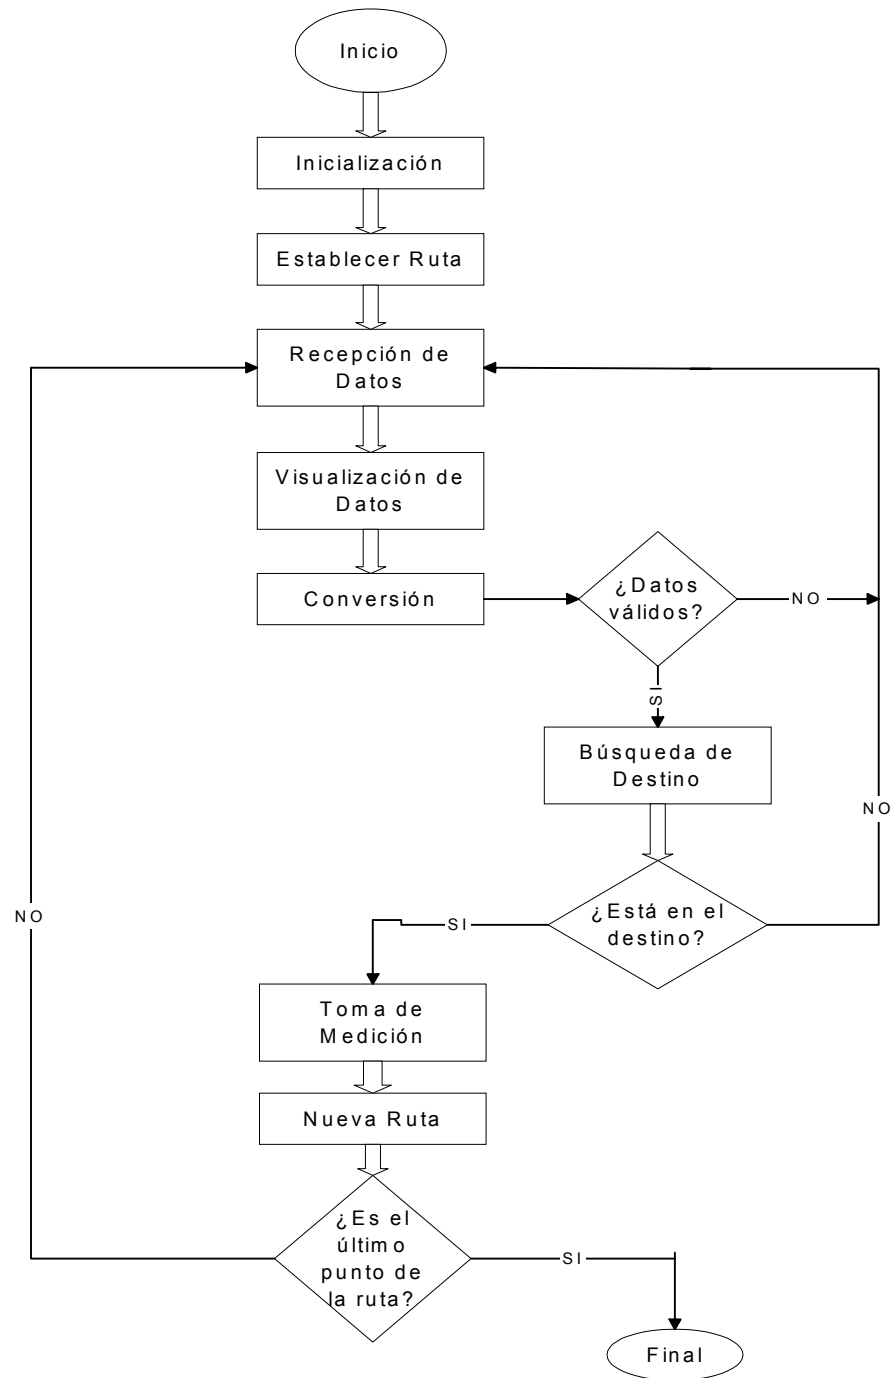 Inicio
Inicialización
Establecer Ruta
Recepción de
Datos
Visualización de
Datos
Conversión
¿Datos
válidos?
NO
SI
Búsqueda de
Destino
NO
¿Está en el
destino?
SI
NO
Toma de
Medición
Nueva Ruta
¿Es el
último
punto de
la ruta?
SI
Final